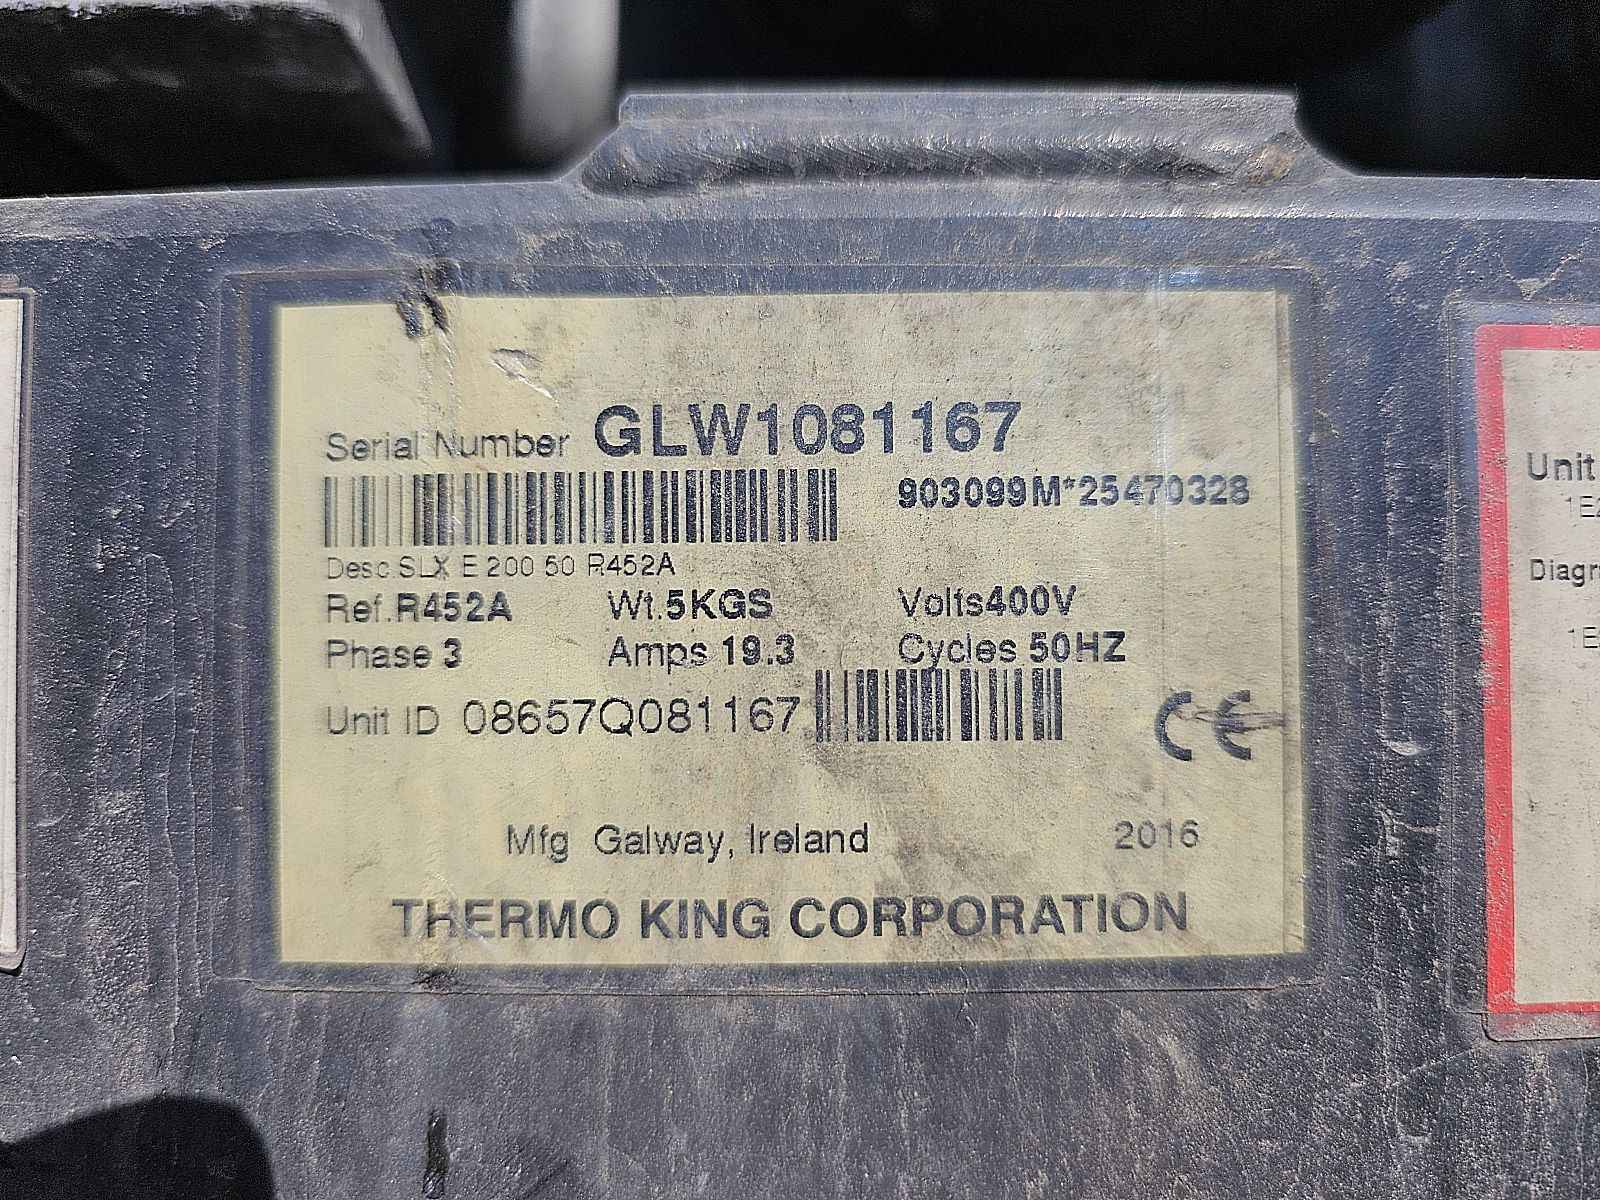 Serial Number GLW1081167
903099M*25470328
Desc SLX E 200 50 R452A
Ref.R452A Wt.5KGS Volts400V
Phase 3 Amps 19.3 Cycles 50HZ
Unit ID 08657Q081167
CE
Mfg Galway, Ireland 2016
THERMO KING CORPORATION
Unit